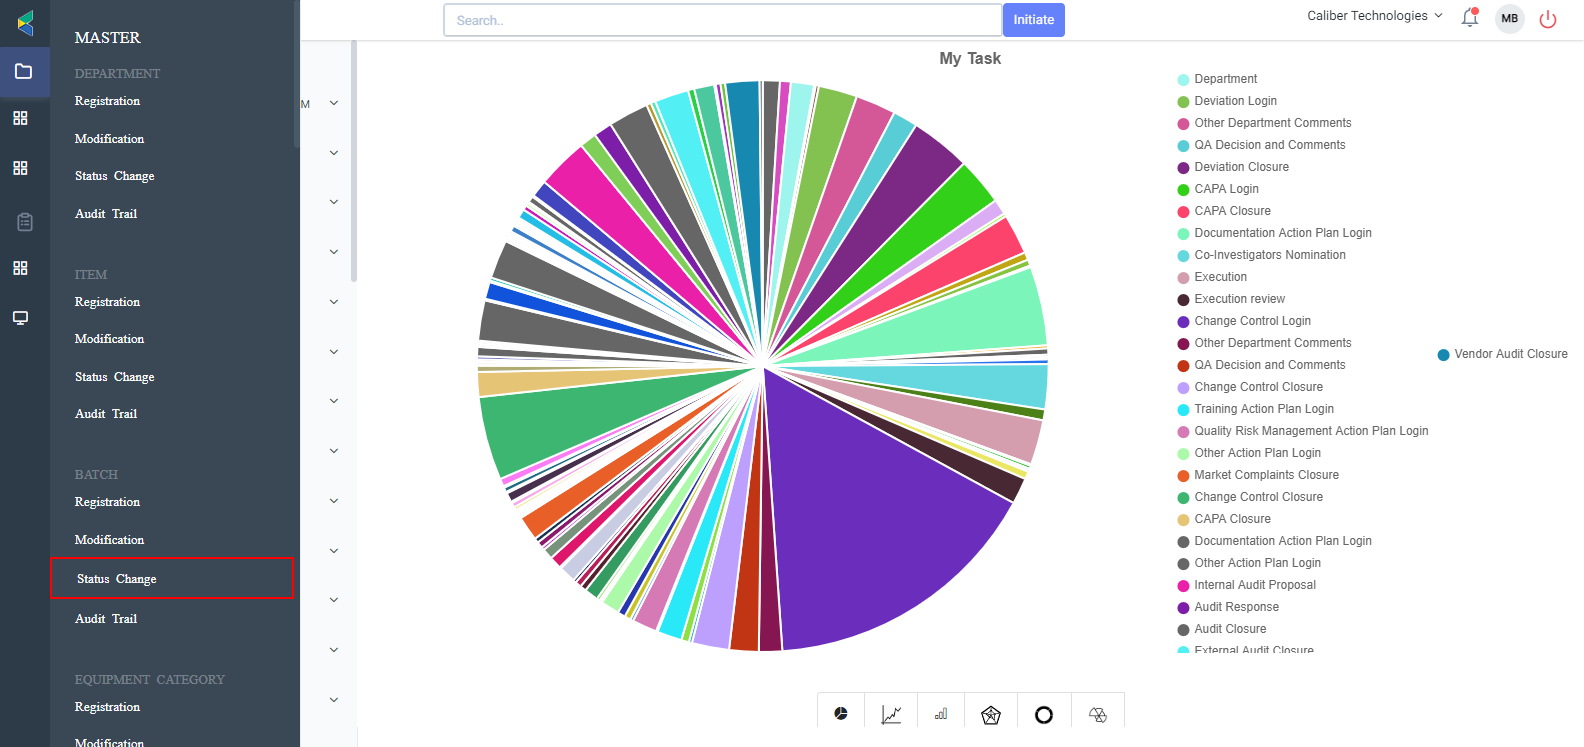 Search..
Initiate
Caliber Technologies
MB
MASTER
DEPARTMENT
Registration
Modification
Status Change
Audit Trail
ITEM
Registration
Modification
Status Change
Audit Trail
BATCH
Registration
Modification
Status Change
Audit Trail
EQUIPMENT CATEGORY
Registration
Modification
M
My Task
Department
Deviation Login
Other Department Comments
QA Decision and Comments
Deviation Closure
CAPA Login
CAPA Closure
Documentation Action Plan Login
Co-Investigators Nomination
Execution
Execution review
Change Control Login
Other Department Comments
QA Decision and Comments
Change Control Closure
Training Action Plan Login
Quality Risk Management Action Plan Login
Other Action Plan Login
Market Complaints Closure
Change Control Closure
CAPA Closure
Documentation Action Plan Login
Other Action Plan Login
Internal Audit Proposal
Audit Response
Audit Closure
External Audit Closure
Vendor Audit Closure